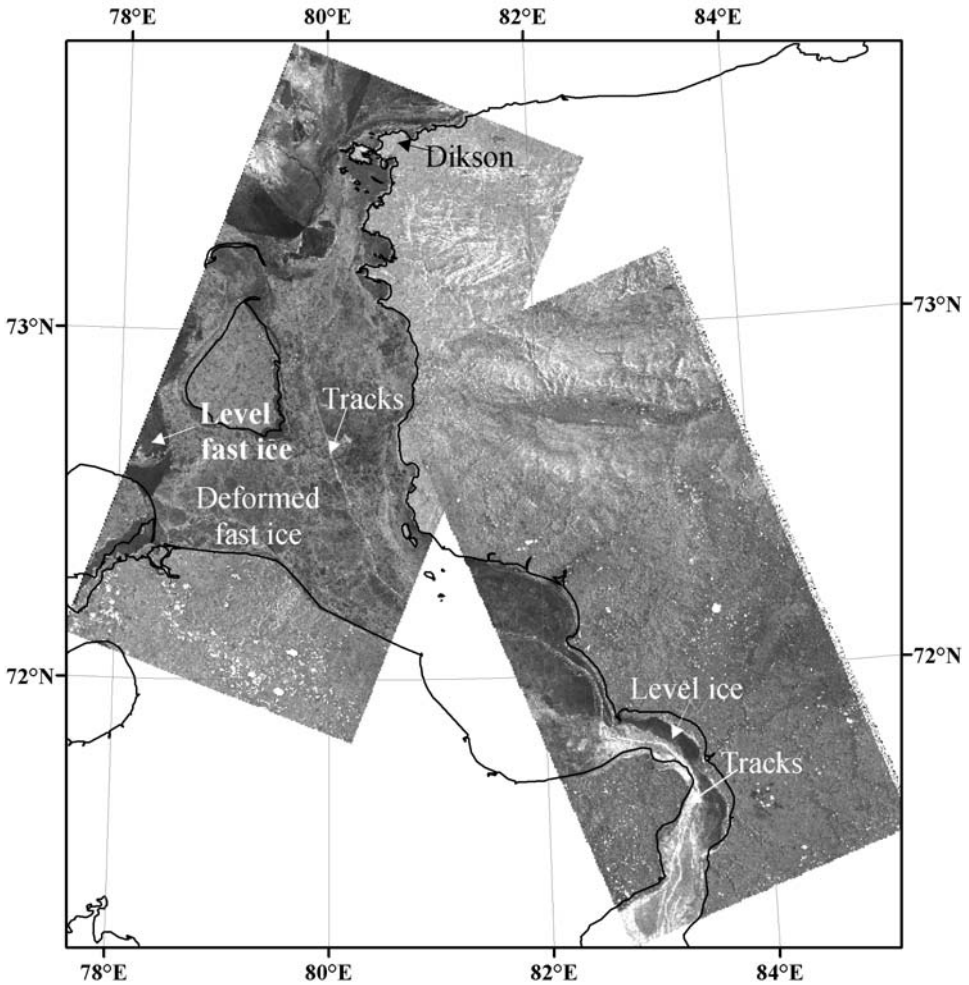 78°E 80°E 82°E 84°E
Dikson
73°N 73°N
Tracks
Level
fast ice
Deformed
fast ice
72°N 72°N
Level ice
Tracks
78°E 80°E 82°E 84°E